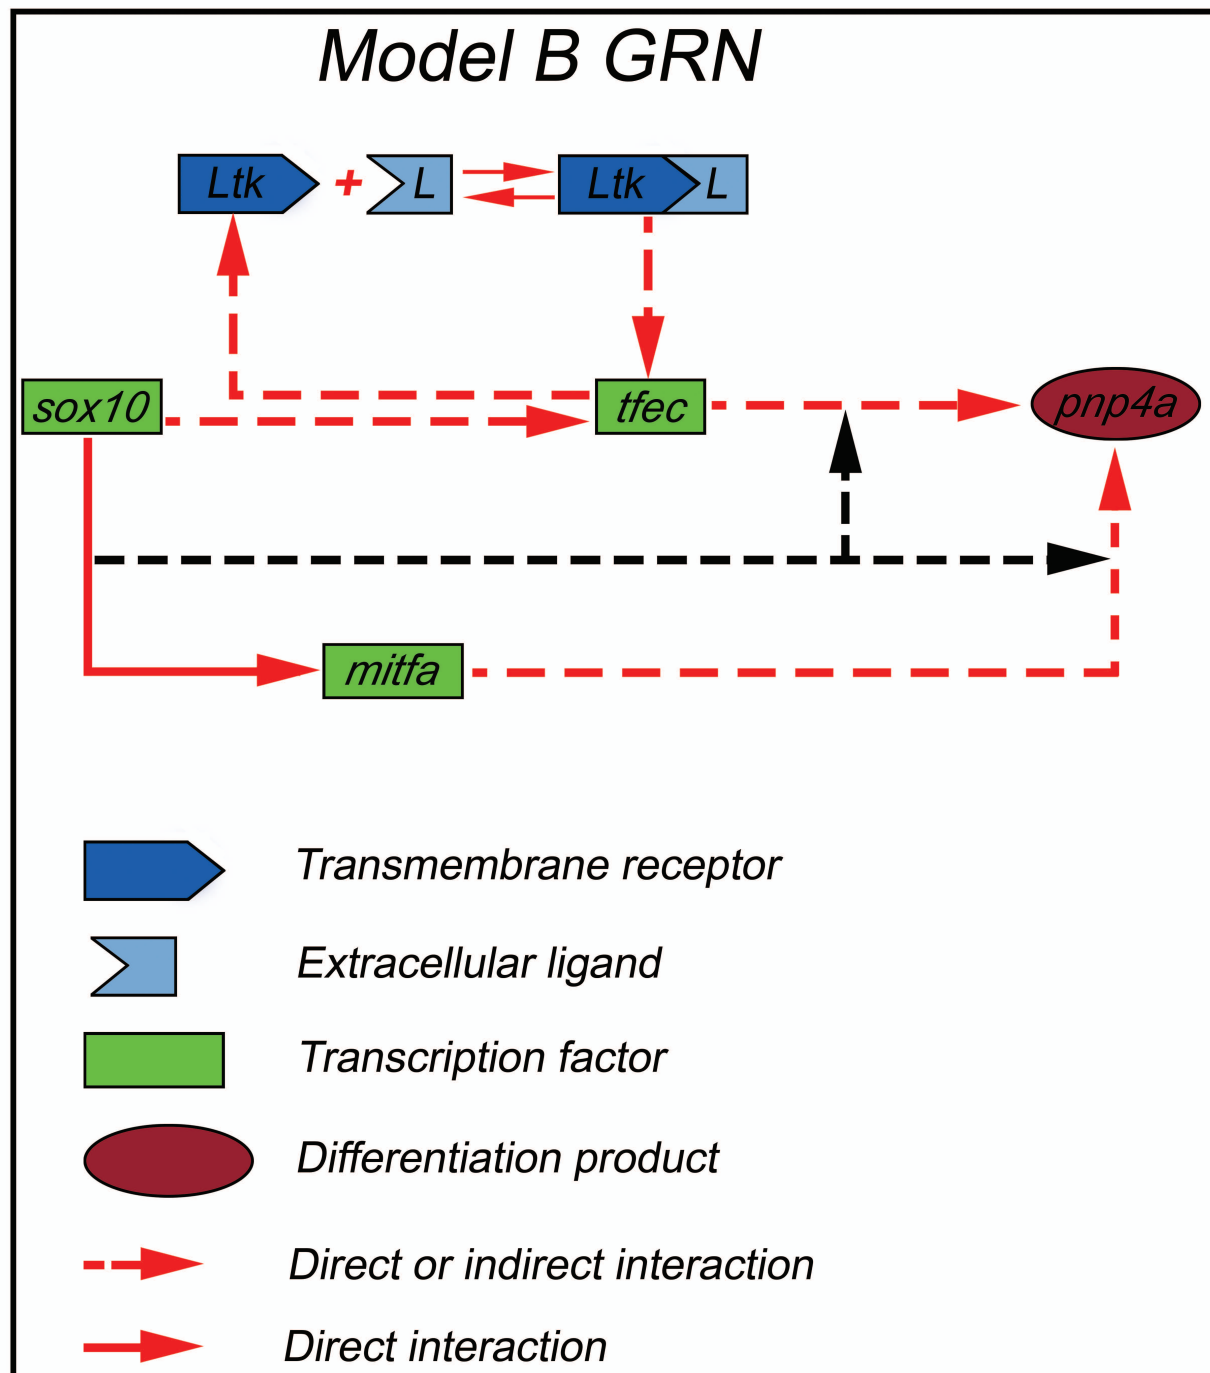 Model B GRN
Ltk + L Ltk L
sox10 tfec pnp4a
mitfa
Transmembrane receptor
Extracellular ligand
Transcription factor
Differentiation product
Direct or indirect interaction
Direct interaction